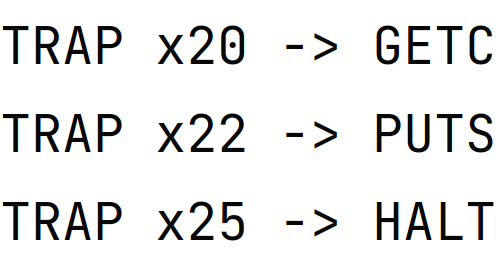 TRAP x20 -> GETC
TRAP x22 -> PUTS
TRAP x25 -> HALT